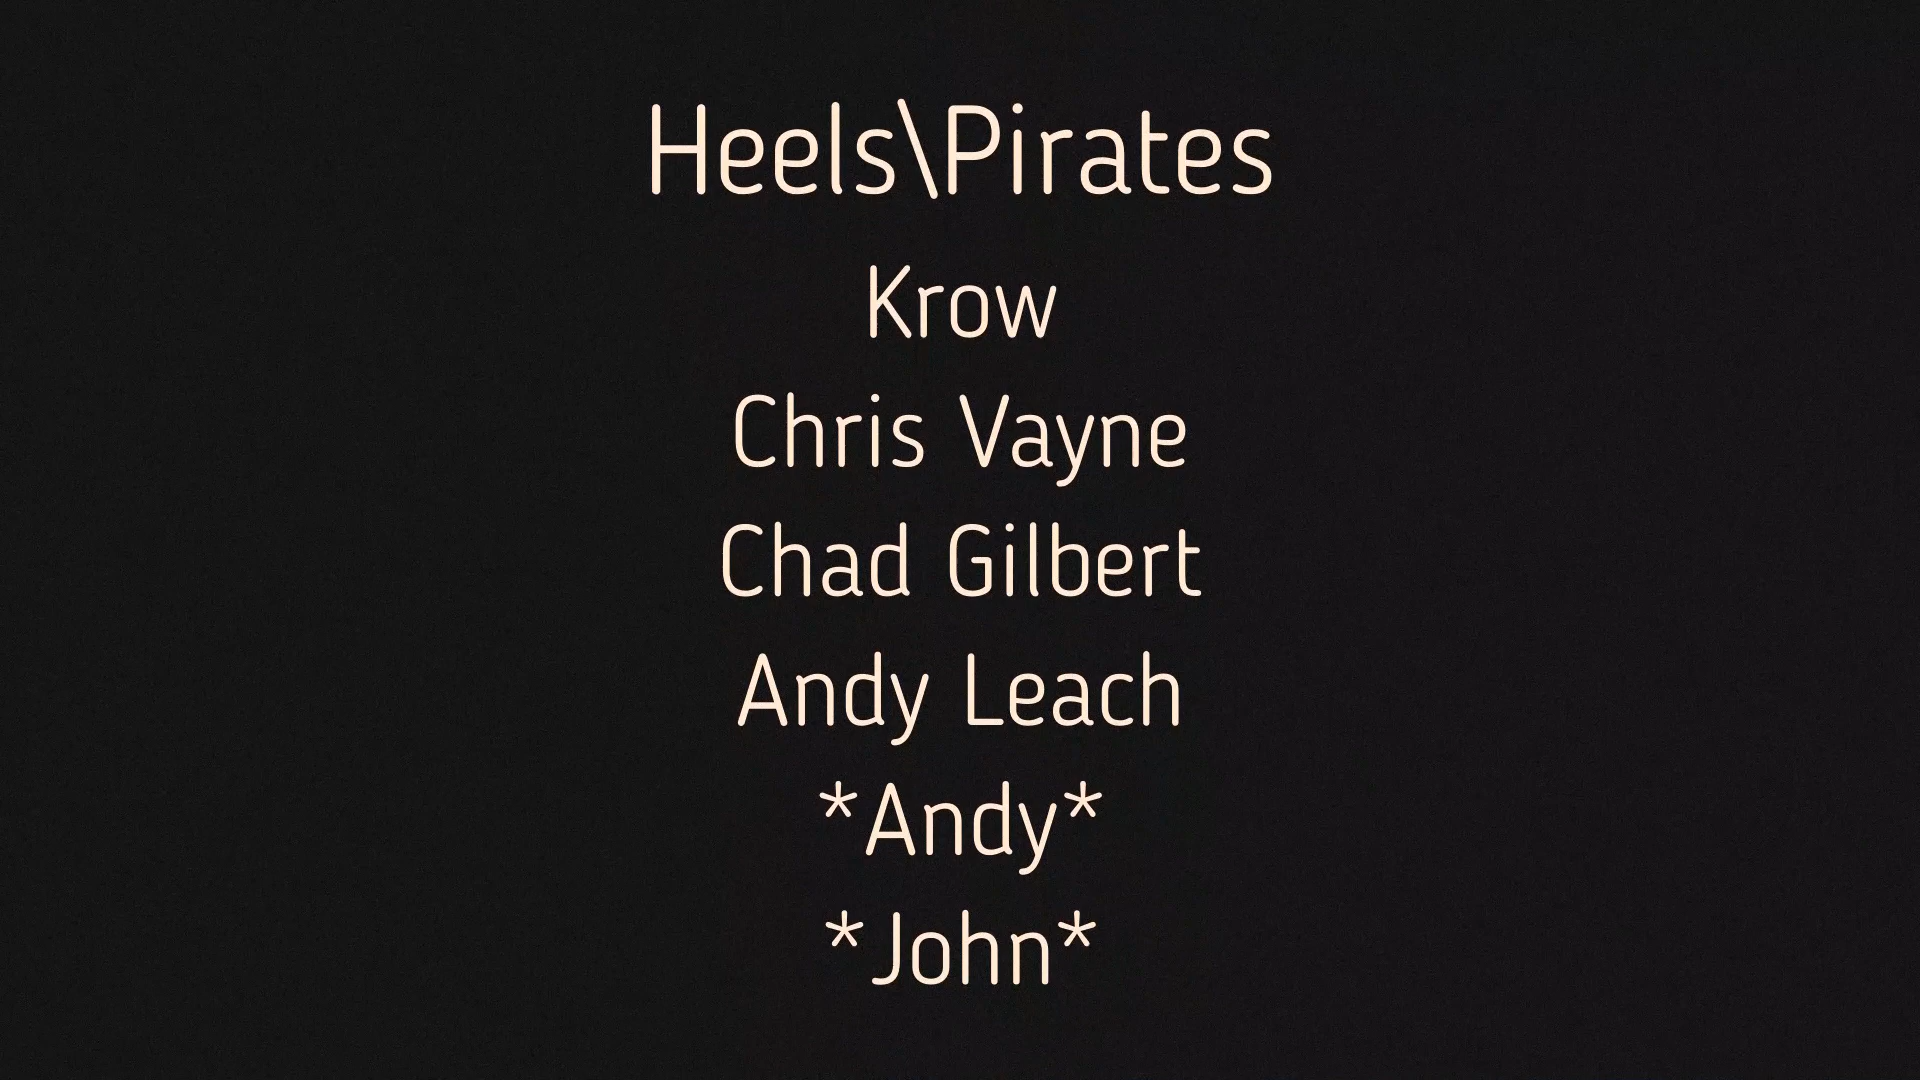 Heels\Pirates
Krow
Chris Vayne
Chad Gilbert
Andy Leach
*Andy*
*John*